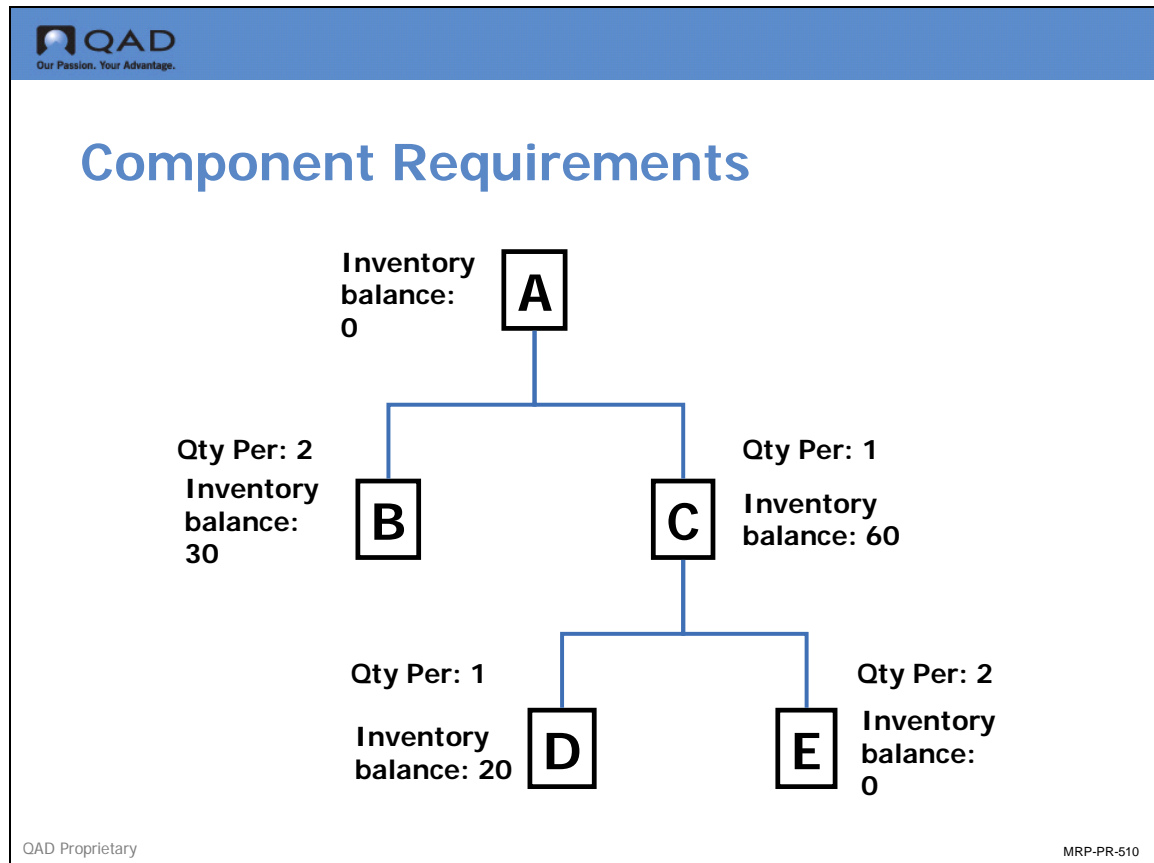 QAD
Our Passion. Your Advantage.
Component Requirements
Inventory
balance:
0
A
Qty Per: 2
Inventory
balance:
30
B
Qty Per: 1
C
Inventory
balance: 60
Qty Per: 1
Inventory
balance: 20
D
Qty Per: 2
E
Inventory
balance:
0
QAD Proprietary
MRP-PR-510